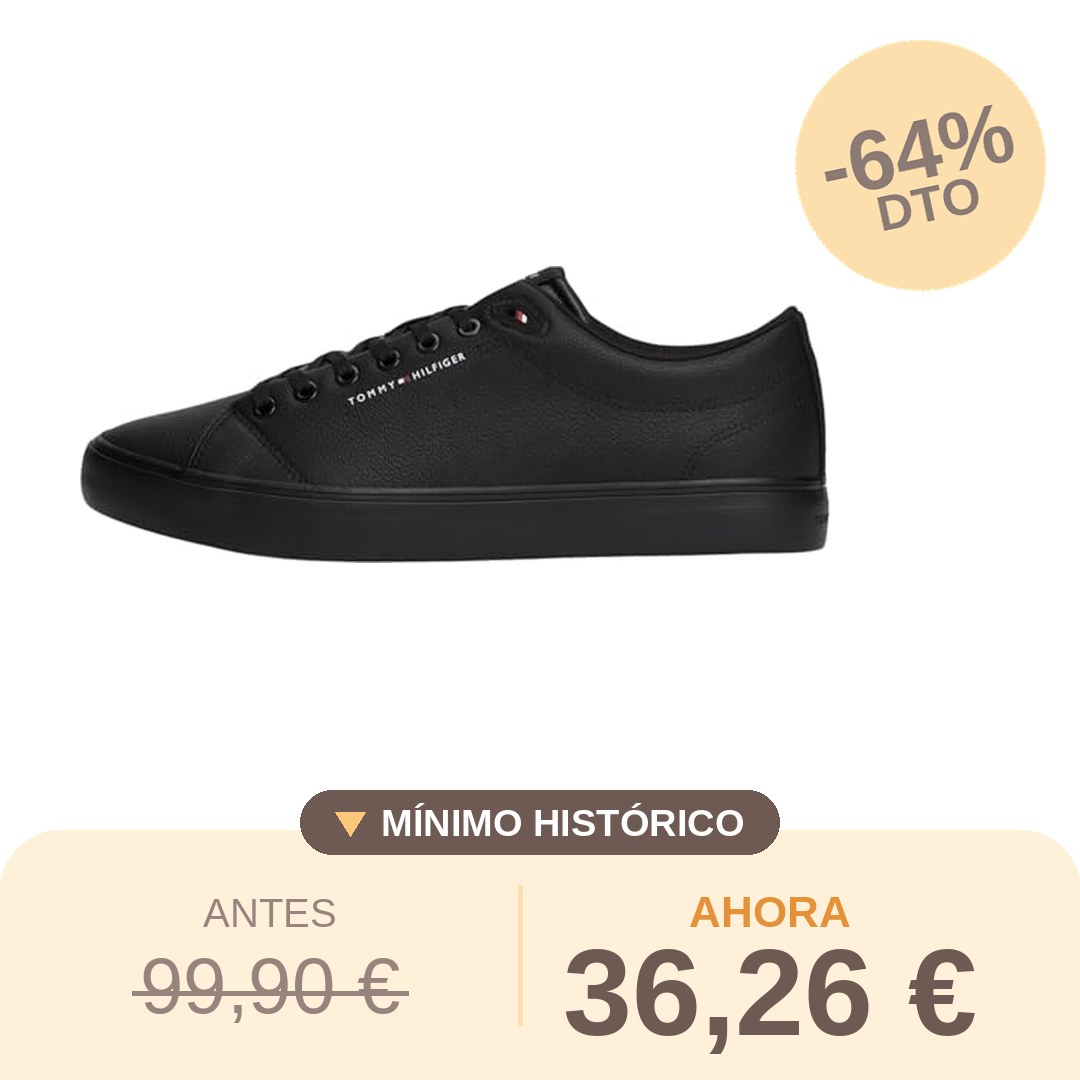 -64%
DTO
TOMMY HILFIGER
MÍNIMO HISTÓRICO
ANTES
99,90 €
AHORA
36,26 €